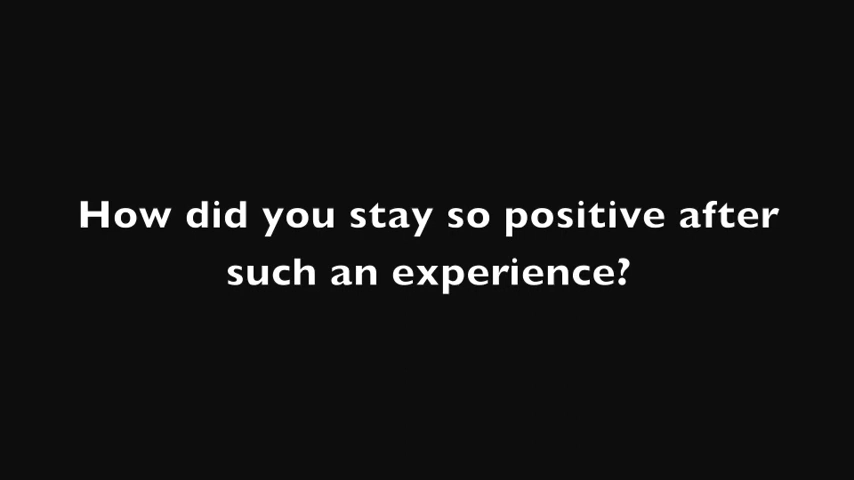 How did you stay so positive after
such an experience?